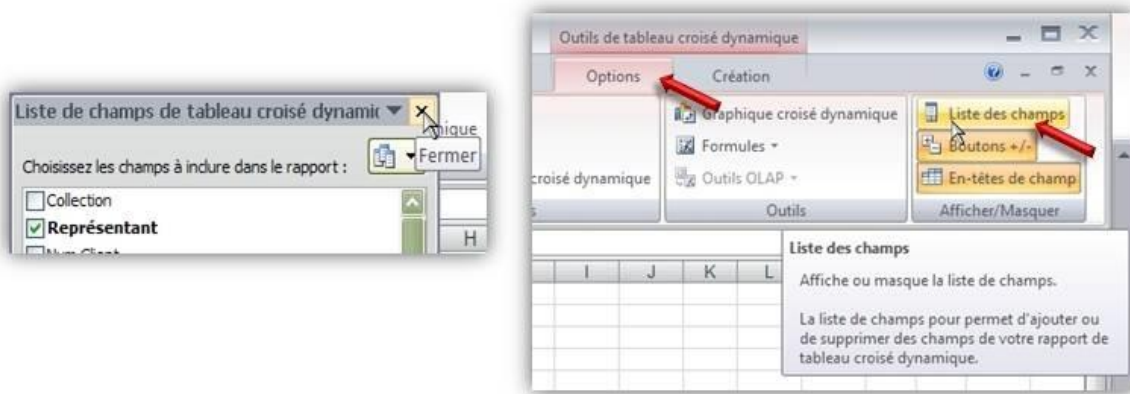 Liste de champs de tableau croisé dynamic
Fermer
Choisissez les champs à inclure dans le rapport :
Collection
Représentant
H
Outils de tableau croisé dynamique
Options
Création
Graphique croisé dynamique
Formules
croisé dynamique
Outils OLAP
Outils
Liste des champs
Boutons +/-
En-têtes de champ
Afficher/Masquer
I J K L
Liste des champs
Affiche ou masque la liste de champs.
La liste de champs pour permet d'ajouter ou
de supprimer des champs de votre rapport de
tableau croisé dynamique.